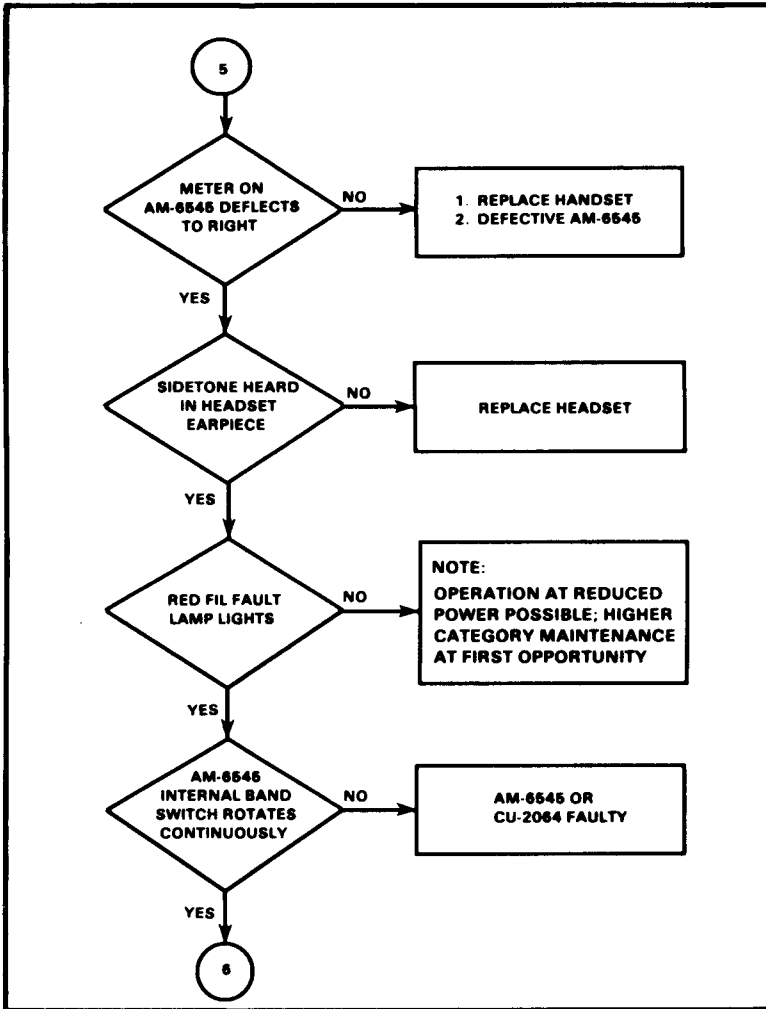 5
METER ON
AM-6545 DEFLECTS
TO RIGHT
NO
1. REPLACE HANDSET
2. DEFECTIVE AM-6545
YES
SIDETONE HEARD
IN HEADSET
EARPIECE
NO
REPLACE HEADSET
YES
RED FIL FAULT
LAMP LIGHTS
NO
NOTE:
OPERATION AT REDUCED
POWER POSSIBLE; HIGHER
CATEGORY MAINTENANCE
AT FIRST OPPORTUNITY
YES
AM-6545
INTERNAL BAND
SWITCH ROTATES
CONTINUOUSLY
NO
AM-6545 OR
CU-2064 FAULTY
YES
6